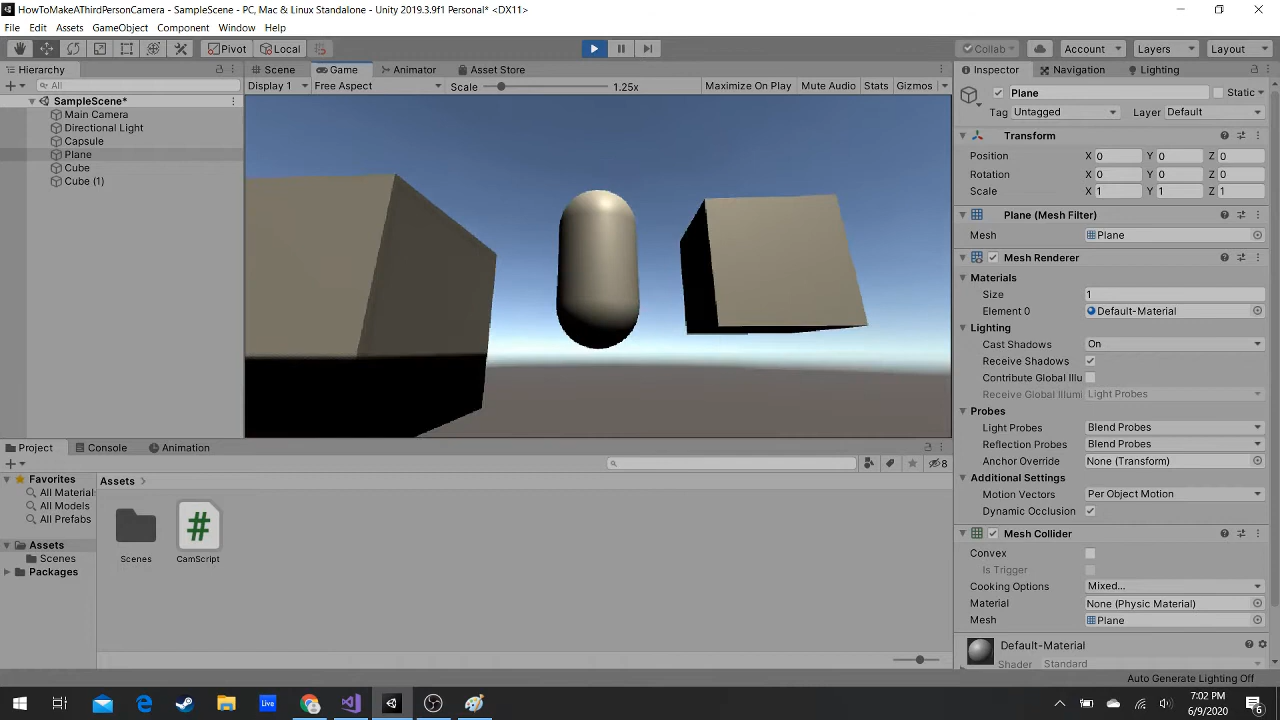 HowToMakeAThirdPersonCamera - SampleScene - PC, Mac & Linux Standalone - Unity 2019.3.9f1 Personal* <DX11>
File Edit Assets GameObject Component Window Help
Pivot Local Collab Account Layers Layout
Hierarchy
All
SampleScene*
Main Camera
Directional Light
Capsule
Plane
Cube
Cube (1)
Scene Game Animator Asset Store
Display 1 Free Aspect Scale 1.25x Maximize On Play Mute Audio Stats Gizmos
Inspector Navigation Lighting
Plane Static
Tag Untagged Layer Default
Transform
Position X 0 Y 0 Z 0
Rotation X 0 Y 0 Z 0
Scale X 1 Y 1 Z 1
Plane (Mesh Filter)
Mesh Plane
Mesh Renderer
Materials
Size 1
Element 0 Default-Material
Lighting
Cast Shadows On
Receive Shadows
Contribute Global Illu
Receive Global Illumi Light Probes
Probes
Light Probes Blend Probes
Reflection Probes Blend Probes
Anchor Override None (Transform)
Additional Settings
Motion Vectors Per Object Motion
Dynamic Occlusion
Mesh Collider
Convex
Is Trigger
Cooking Options Mixed...
Material None (Physic Material)
Mesh Plane
Default-Material
Shader Standard
Auto Generate Lighting Off
Project Console Animation
8
Favorites
All Material
All Models
All Prefabs
Assets
Scenes
Packages
Assets
Scenes
CamScript
Live
7:02 PM
6/9/2020
6